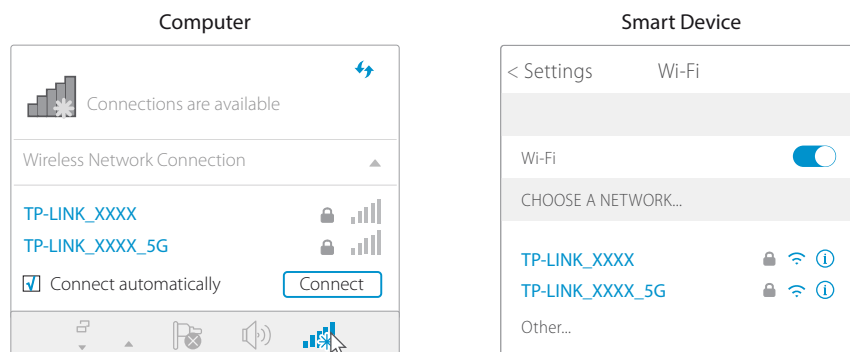 Computer
Connections are available
Wireless Network Connection
TP-LINK_XXXX
TP-LINK_XXXX_5G
Connect automatically
Connect
Smart Device
< Settings
Wi-Fi
Wi-Fi
CHOOSE A NETWORK...
TP-LINK_XXXX
TP-LINK_XXXX_5G
Other...